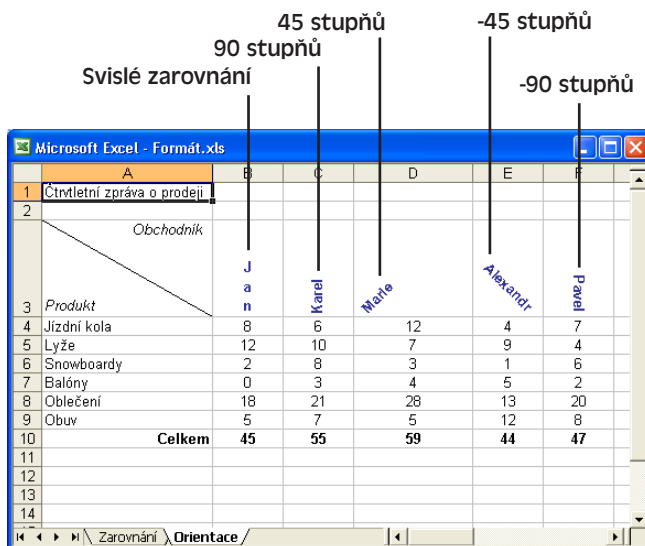 45 stupňů -45 stupňů
90 stupňů
Svislé zarovnání -90 stupňů
Microsoft Excel - Formát.xls
A B C D E F
1 Čtvtletní zpráva o prodeji
2
Obchodník
3 Produkt Jan Karel Marie Alexandr Pavel
4 Jízdní kola 8 6 12 4 7
5 Lyže 12 10 7 9 4
6 Snowboardy 2 8 3 1 6
7 Balóny 0 3 4 5 2
8 Oblečení 18 21 28 13 20
9 Obuv 5 7 5 12 8
10 Celkem 45 55 59 44 47
11
12
13
14
Zarovnání Orientace